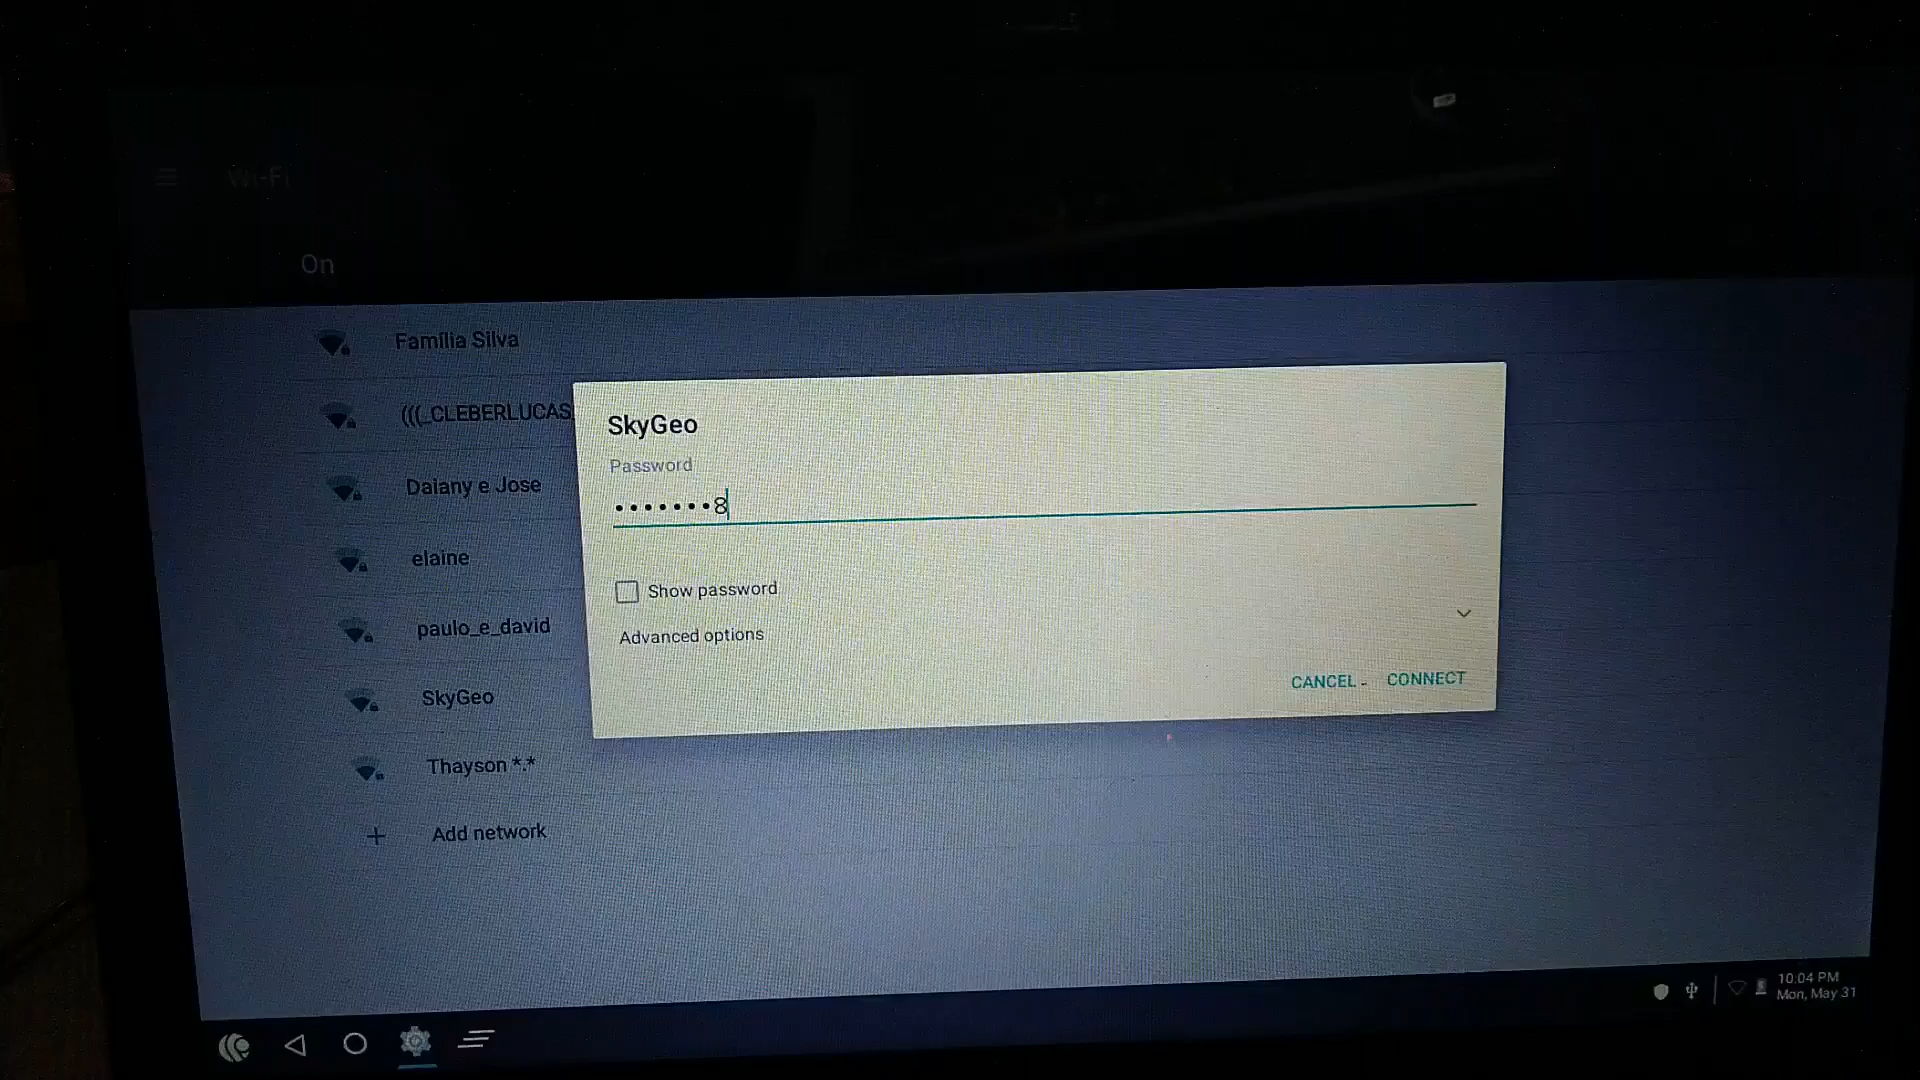 Wi-Fi
On
Família Silva
(((_CLEBERLUCAS
Daiany e Jose
elaine
paulo_e_david
SkyGeo
Thayson *.*
Add network
SkyGeo
Password
•••••••8
Show password
Advanced options
CANCEL
CONNECT
10:04 PM
Mon, May 31